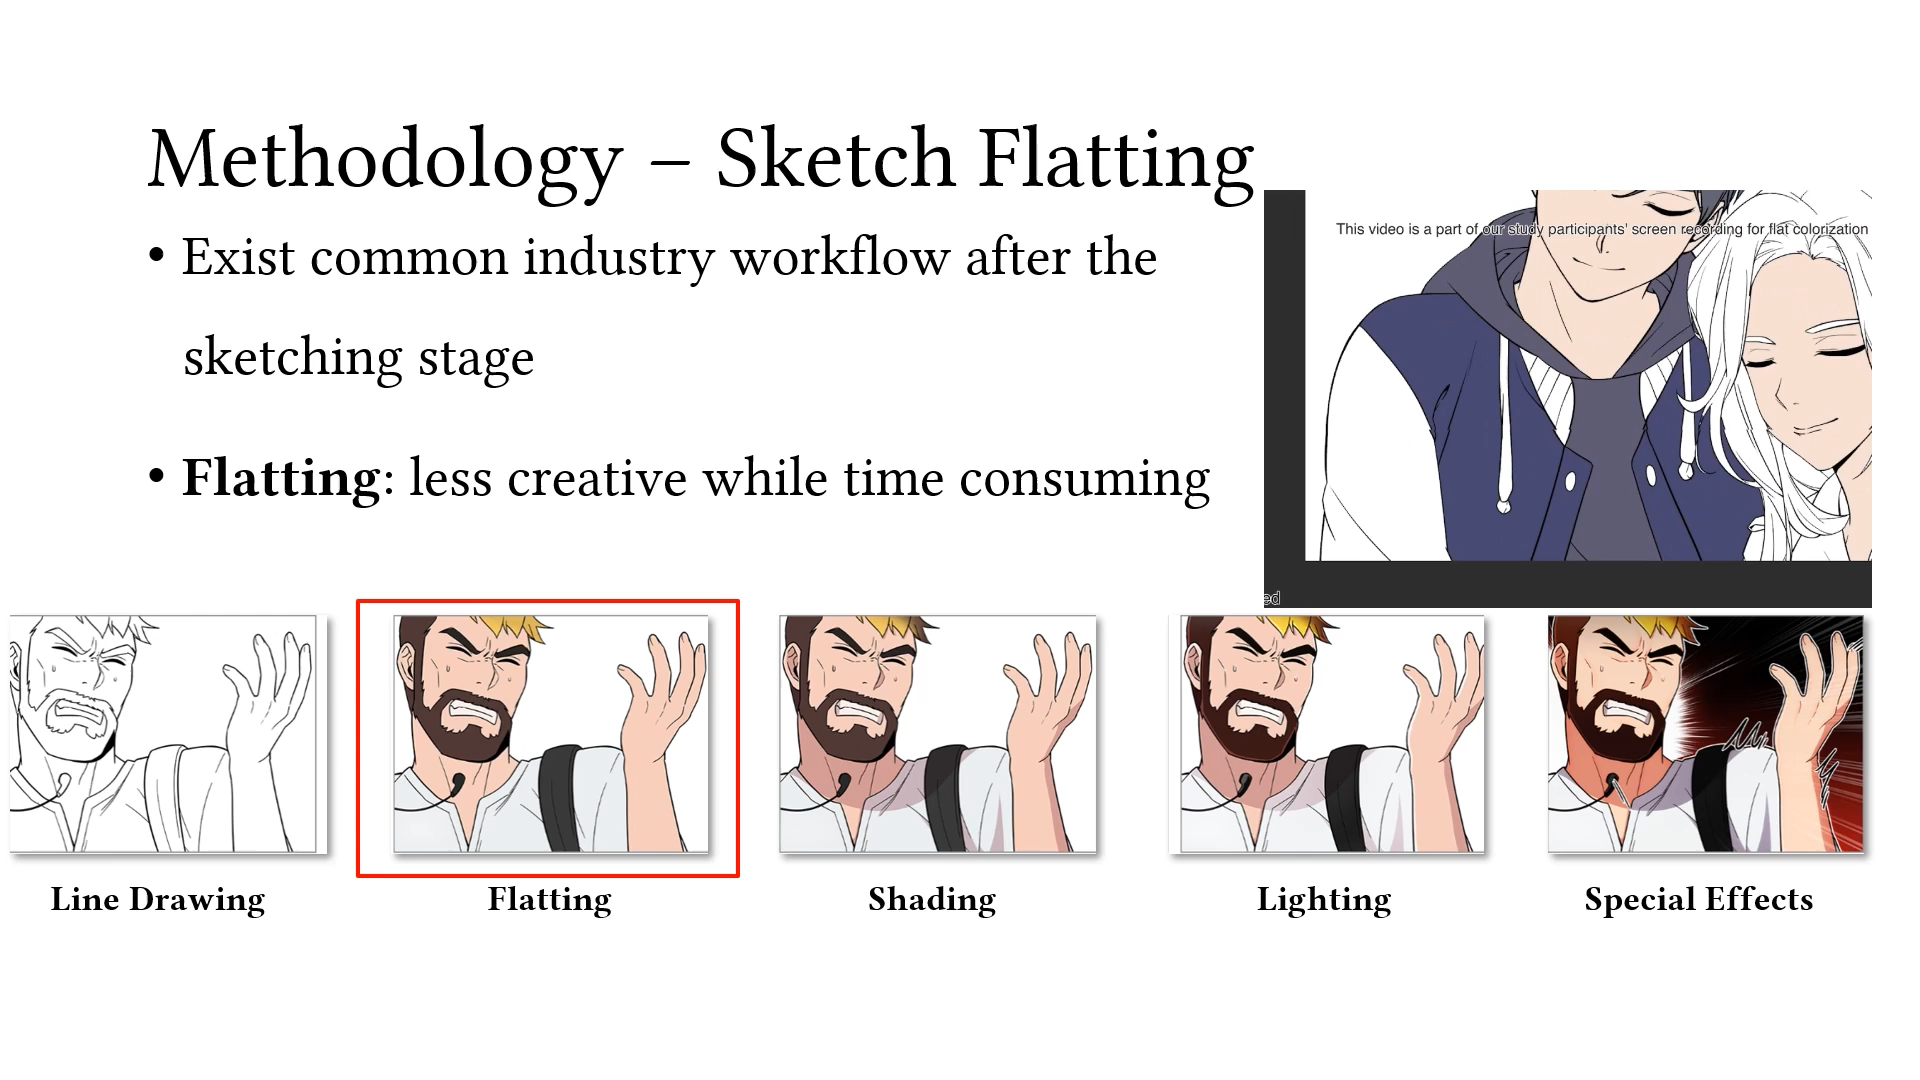 Methodology – Sketch Flatting
• Exist common industry workflow after the
sketching stage
• Flatting: less creative while time consuming
This video is a part of our study participants' screen recording for flat colorization
ed
Line Drawing
Flatting
Shading
Lighting
Special Effects